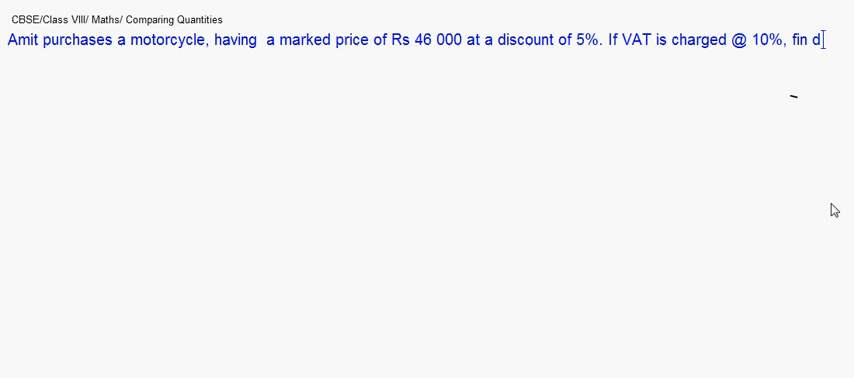 CBSE/Class VIII/ Maths/ Comparing Quantities
Amit purchases a motorcycle, having  a marked price of Rs 46 000 at a discount of 5%. If VAT is charged @ 10%, fin d